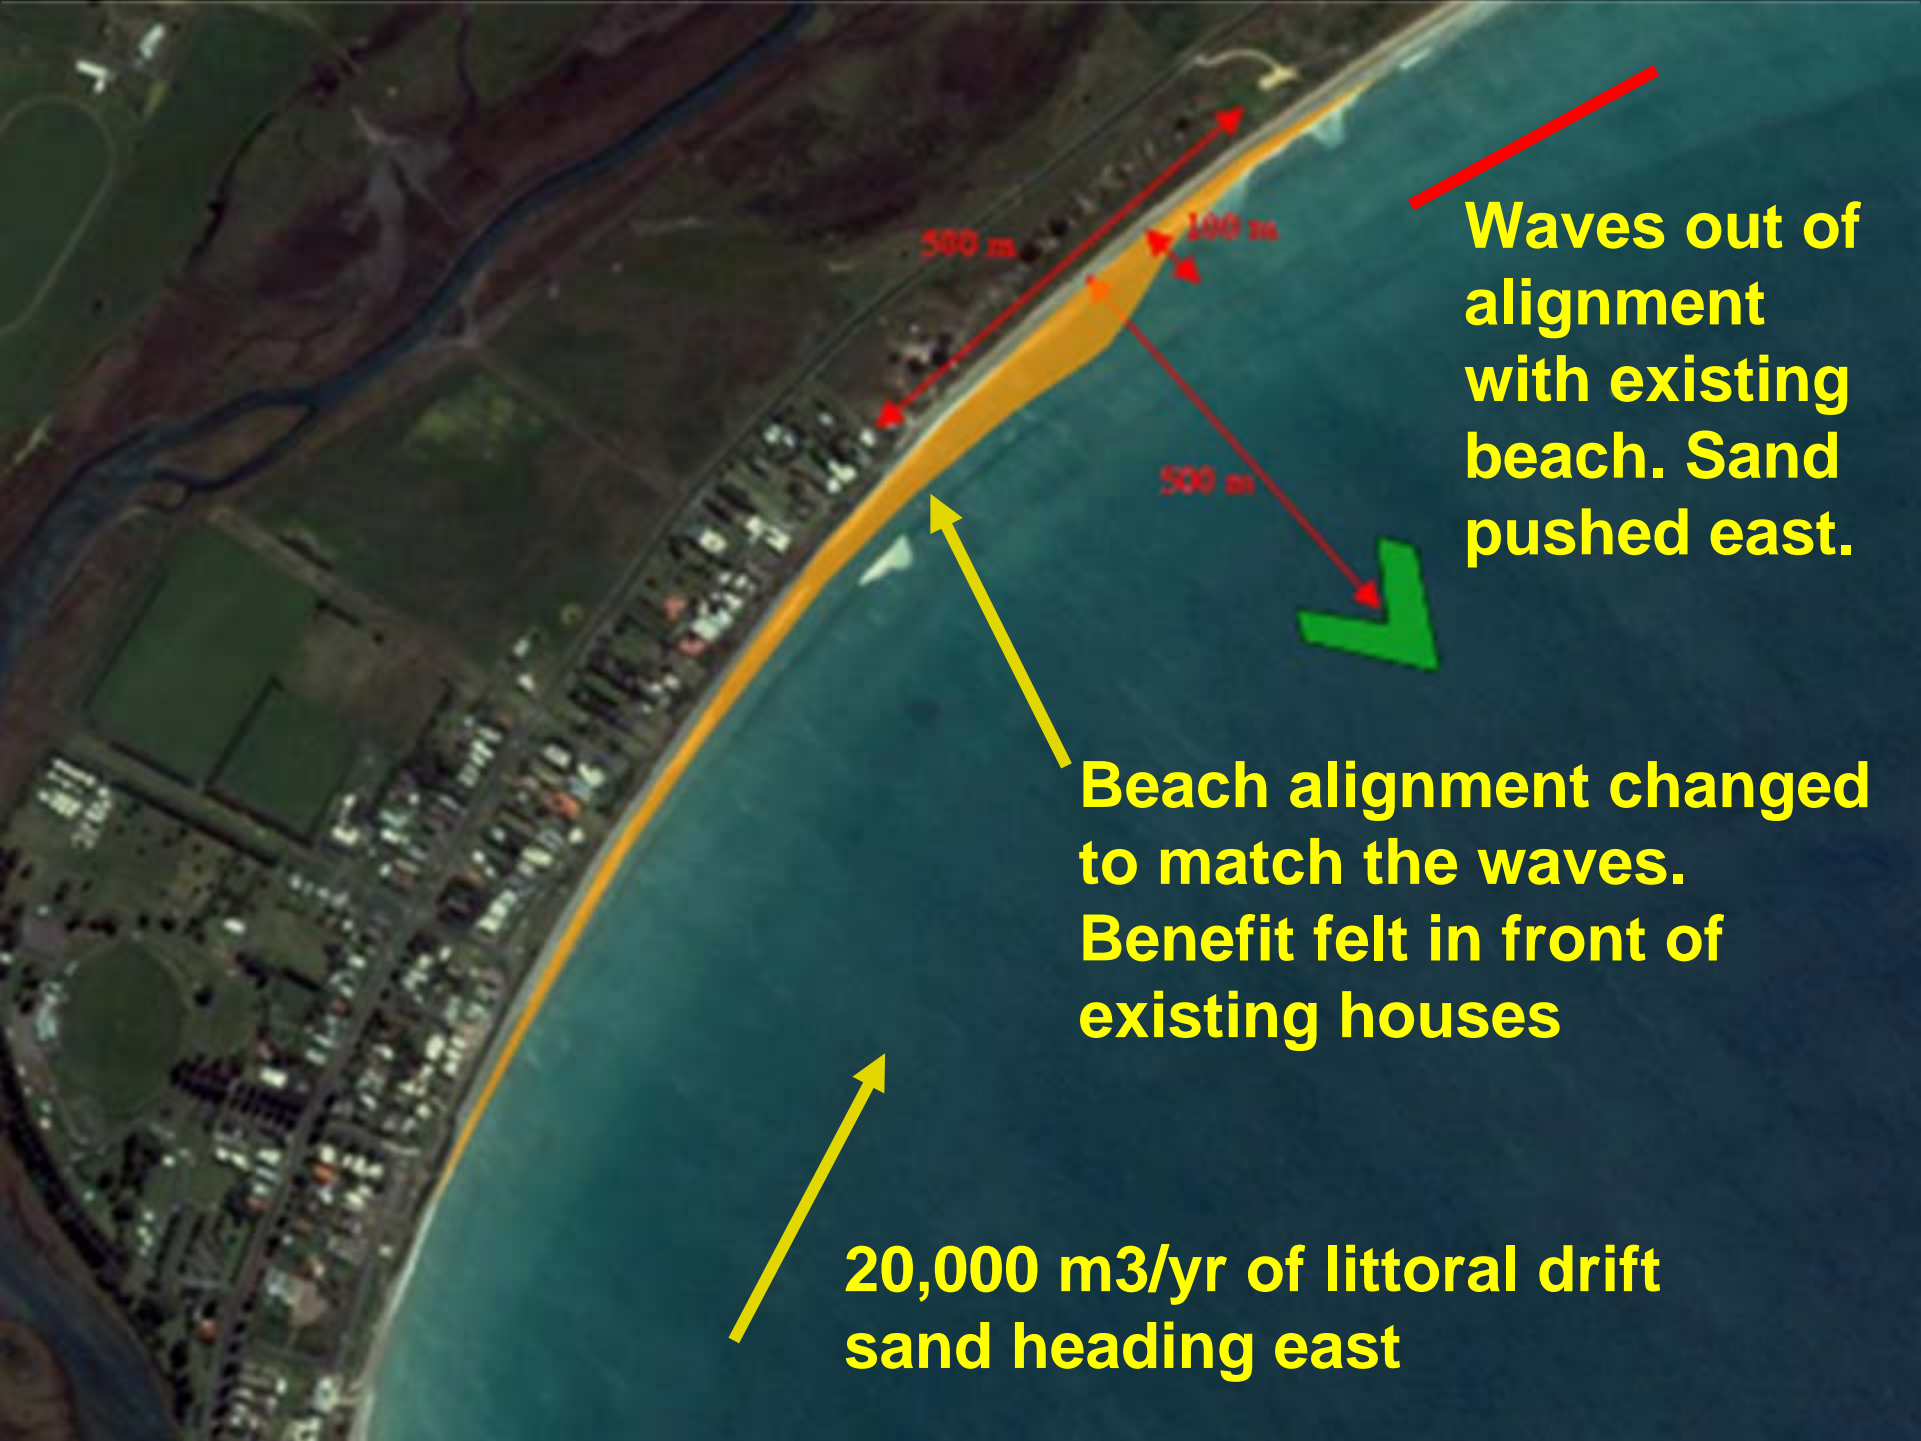 500 m
100 m
Waves out of
alignment
with existing
beach. Sand
pushed east.
500 m
Beach alignment changed
to match the waves.
Benefit felt in front of
existing houses
20,000 m3/yr of littoral drift
sand heading east